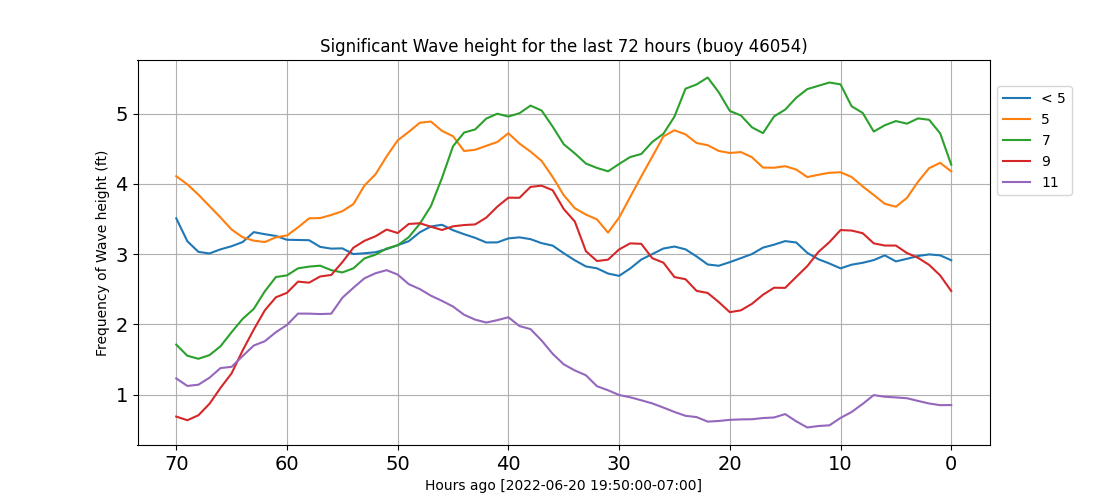 Significant Wave height for the last 72 hours (buoy 46054)
Frequency of Wave height (ft)
5
4
3
2
1
70 60 50 40 30 20 10 0
Hours ago [2022-06-20 19:50:00-07:00]
< 5
5
7
9
11